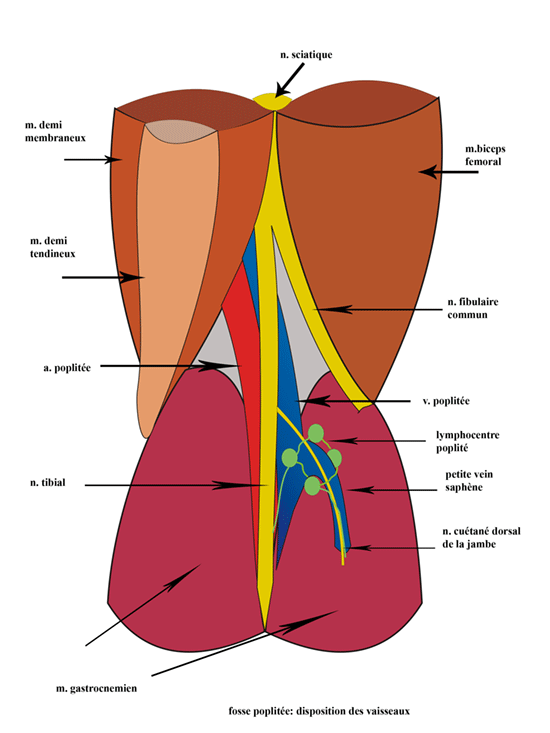 n. sciatique
m. demi
membraneux
m.biceps
femoral
m. demi
tendineux
n. fibulaire
commun
a. poplitée
v. poplitée
lymphocentre
poplité
petite vein
saphène
n. tibial
n. cuétané dorsal
de la jambe
m. gastrocnemien
fosse poplitée: disposition des vaisseaux